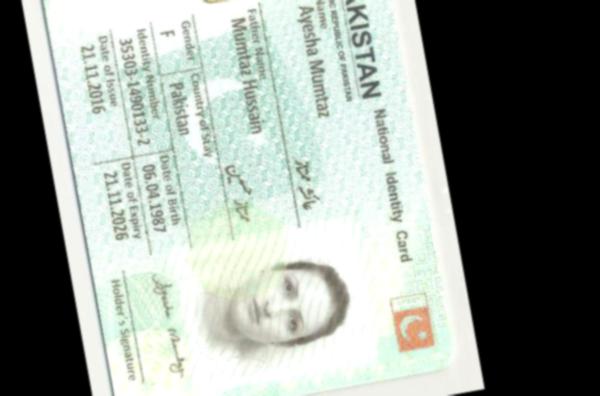 PAKISTAN National Identity Card
ISLAMIC REPUBLIC OF PAKISTAN
Name
Ayesha Mumtaz
Father Name
Mumtaz Hussain
Gender Country of Stay
F Pakistan
Identity Number Date of Birth
35303-1490133-2 06.04.1987
Date of Issue Date of Expiry
21.11.2016 21.11.2026
Holder's Signature